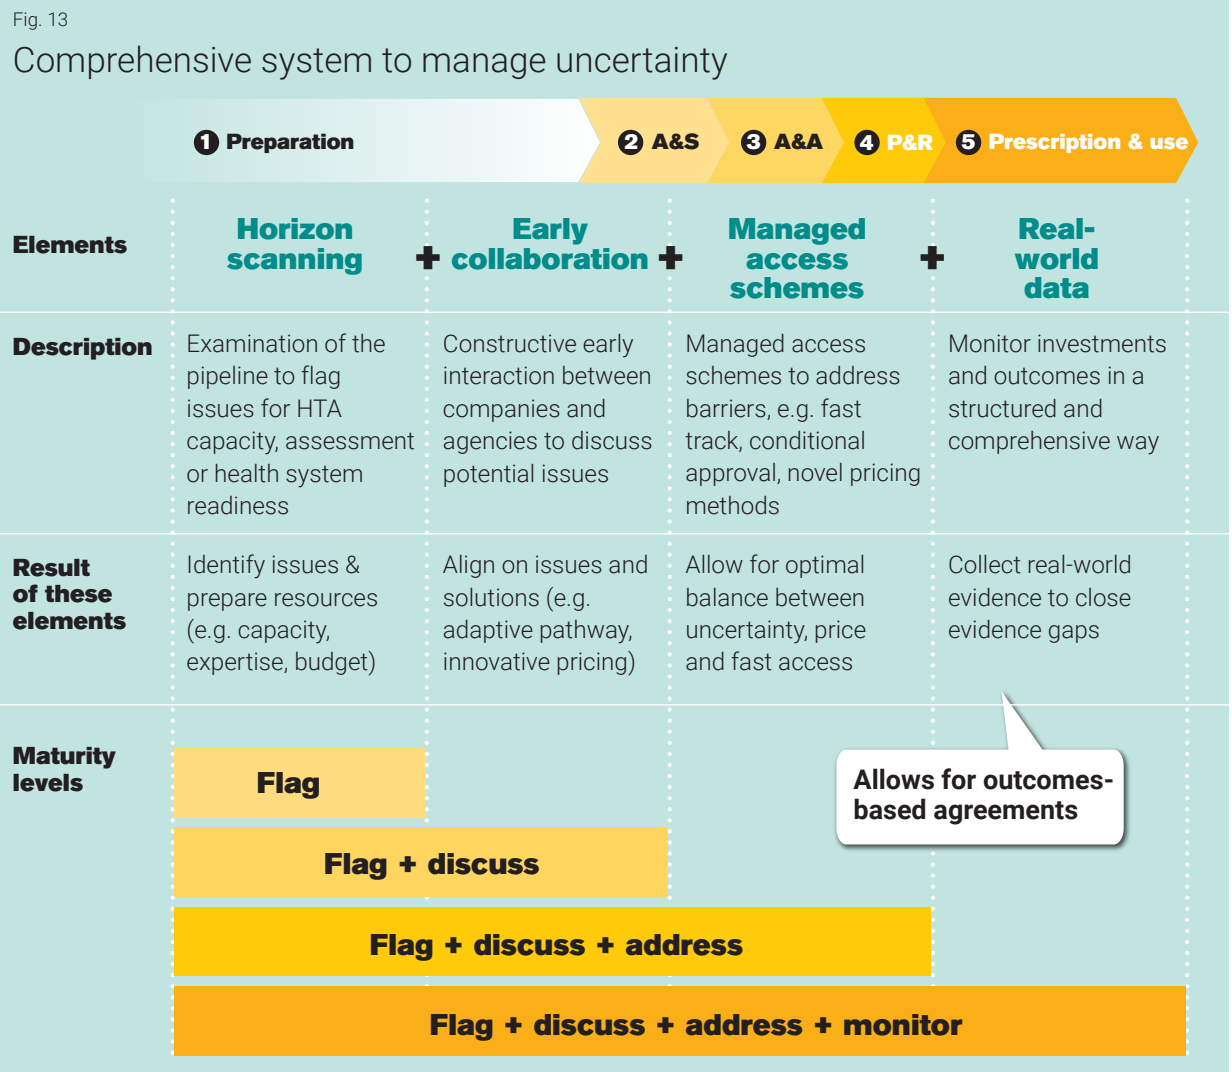 Fig. 13
Comprehensive system to manage uncertainty
1 Preparation
2 A&S
3 A&A
4 P&R
5 Prescription & use
Elements
Horizon
scanning
+
Early
collaboration
+
Managed
access
schemes
+
Real-
world
data
Description
Examination of the
pipeline to flag
issues for HTA
capacity, assessment
or health system
readiness
Constructive early
interaction between
companies and
agencies to discuss
potential issues
Managed access
schemes to address
barriers, e.g. fast
track, conditional
approval, novel pricing
methods
Monitor investments
and outcomes in a
structured and
comprehensive way
Result
of these
elements
Identify issues &
prepare resources
(e.g. capacity,
expertise, budget)
Align on issues and
solutions (e.g.
adaptive pathway,
innovative pricing)
Allow for optimal
balance between
uncertainty, price
and fast access
Collect real-world
evidence to close
evidence gaps
Maturity
levels
Allows for outcomes-
based agreements
Flag
Flag + discuss
Flag + discuss + address
Flag + discuss + address + monitor